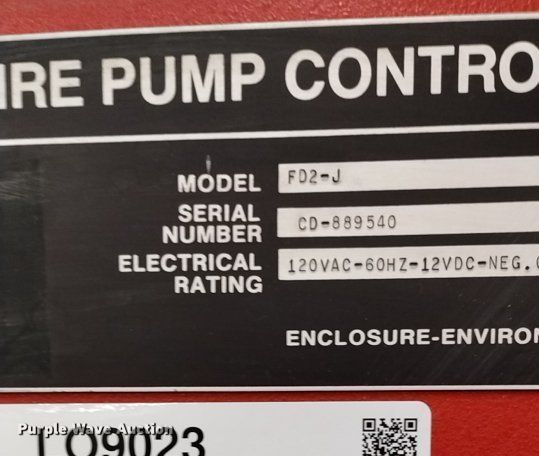 IRE PUMP CONTRO
MODEL FD2-J
SERIAL NUMBER CD-889540
ELECTRICAL RATING 120VAC-60HZ-12VDC-NEG.
ENCLOSURE-ENVIRON
Purple Wave Auction
LO9023